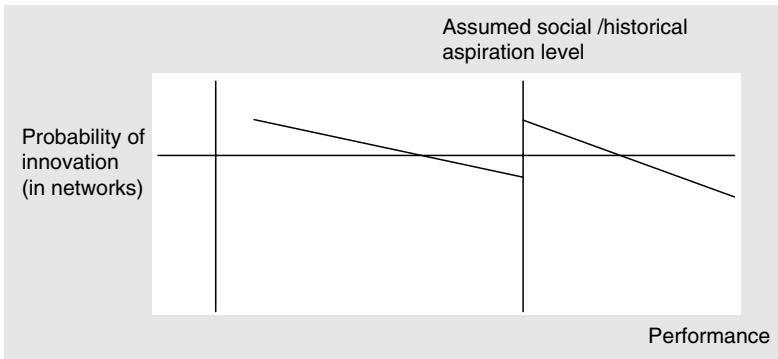 Assumed social /historical
aspiration level
Probability of
innovation
(in networks)
Performance